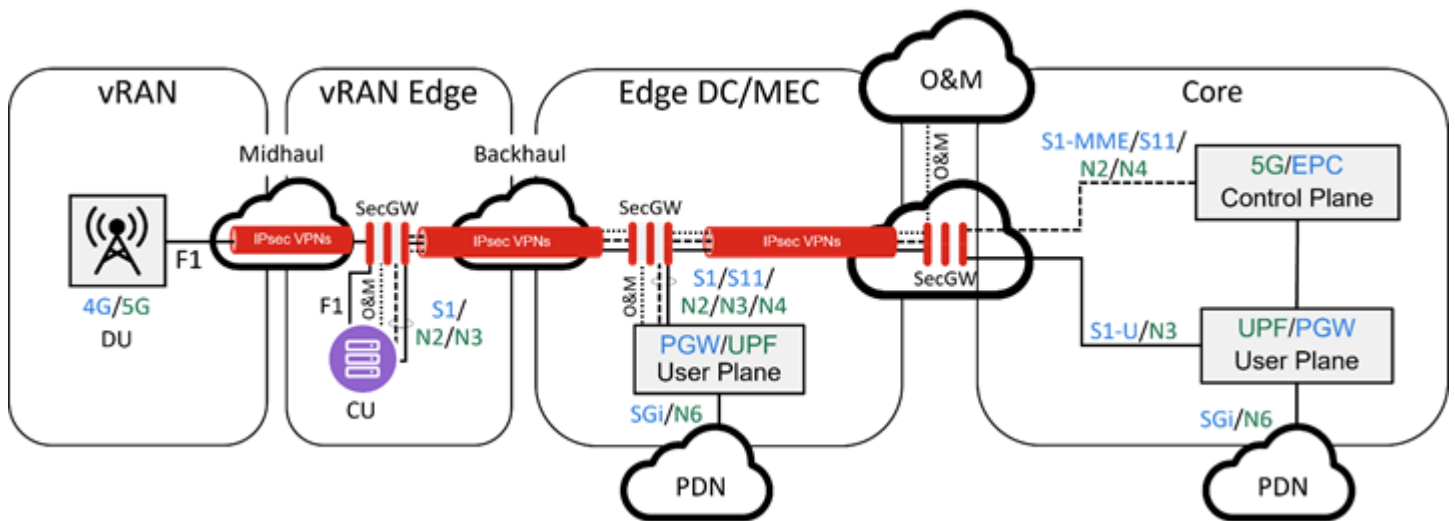 vRAN
vRAN Edge
Edge DC/MEC
O&M
Core
Midhaul
Backhaul
O&M
S1-MME/S11/
N2/N4
5G/EPC
Control Plane
SecGW
SecGW
IPsec VPNs
IPsec VPNs
IPsec VPNs
SecGW
F1
4G/5G
DU
F1
O&M
S1/
N2/N3
CU
O&M
S1/S11/
N2/N3/N4
PGW/UPF
User Plane
S1-U/N3
UPF/PGW
User Plane
SGi/N6
SGi/N6
PDN
PDN